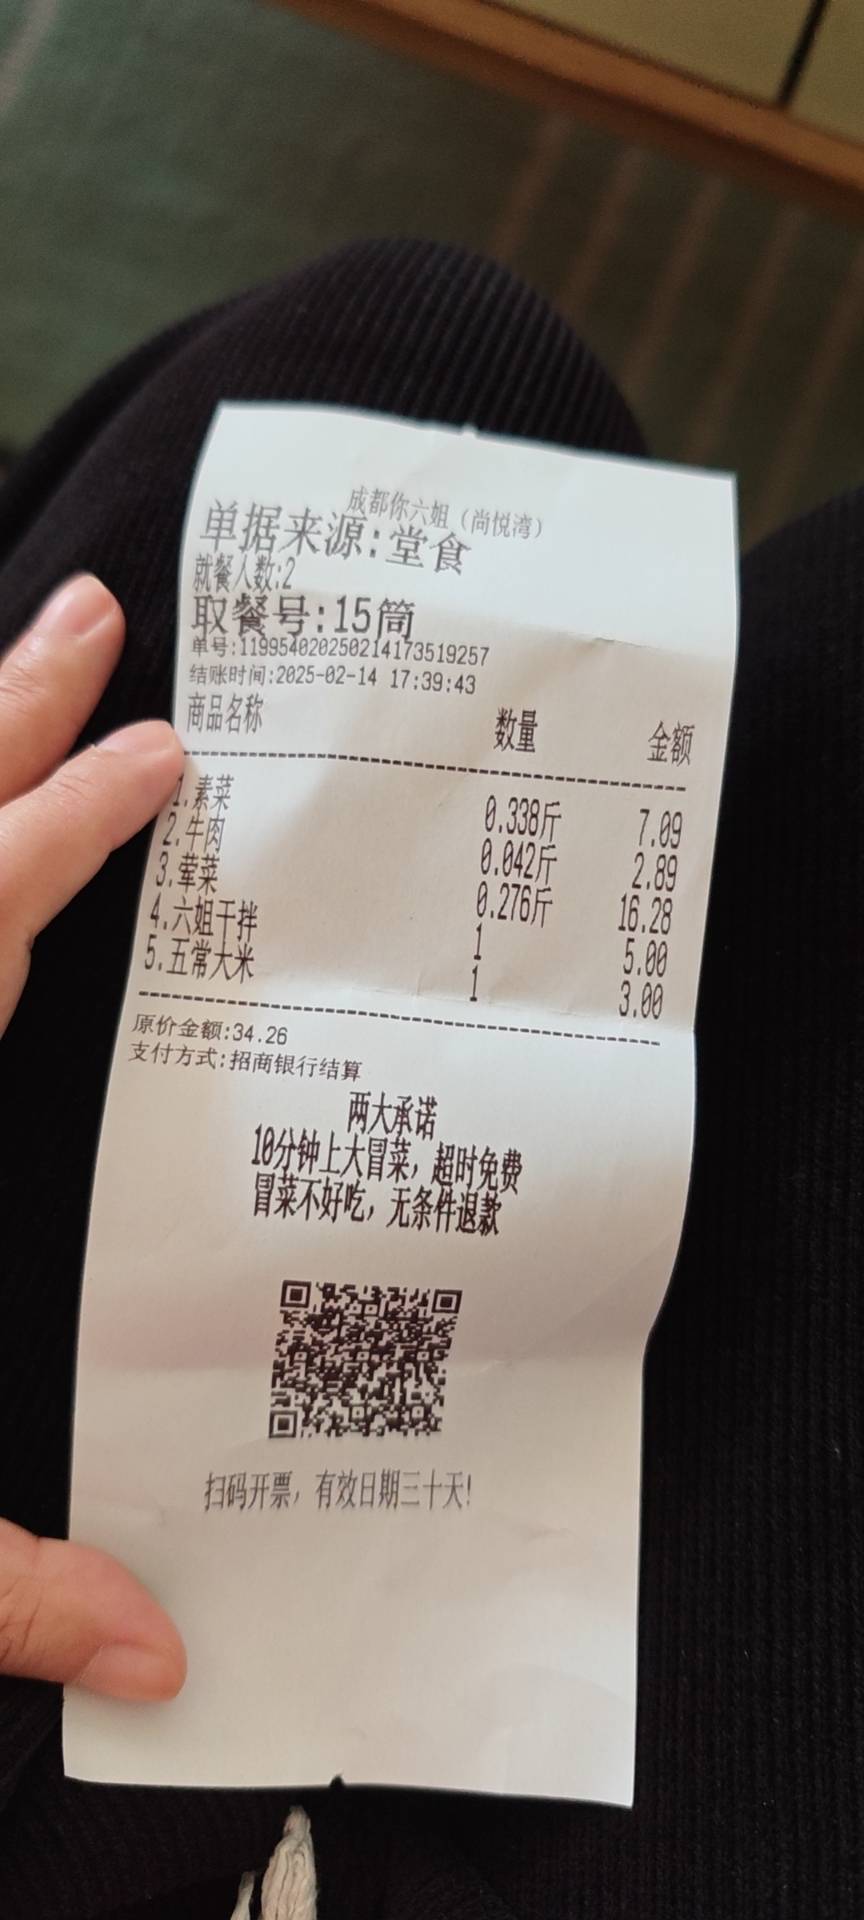 成都你六姐（尚悦湾）
单据来源:堂食
就餐人数:2
取餐号:15筒
单号:119954020250214173519257
结账时间:2025-02-14 17:39:43
商品名称 数量 金额
1.素菜 0.338斤 7.09
2.牛肉 0.042斤 2.89
3.荤菜 0.276斤 16.28
4.六姐干拌 1 5.00
5.五常大米 1 3.00
原价金额:34.26
支付方式:招商银行结算
两大承诺
10分钟上大冒菜，超时免费
冒菜不好吃，无条件退款
扫码开票，有效日期三十天!